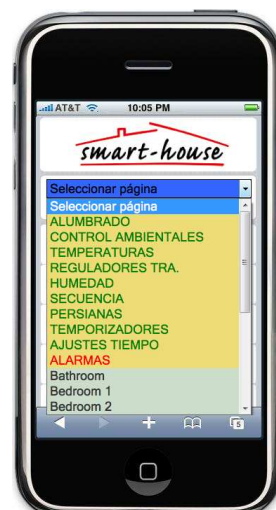 AT&T 10:05 PM
smart-house
Seleccionar página
Seleccionar página
ALUMBRADO
CONTROL AMBIENTALES
TEMPERATURAS
REGULADORES TRA.
HUMEDAD
SECUENCIA
PERSIANAS
TEMPORIZADORES
AJUSTES TIEMPO
ALARMAS
Bathroom
Bedroom 1
Bedroom 2
5